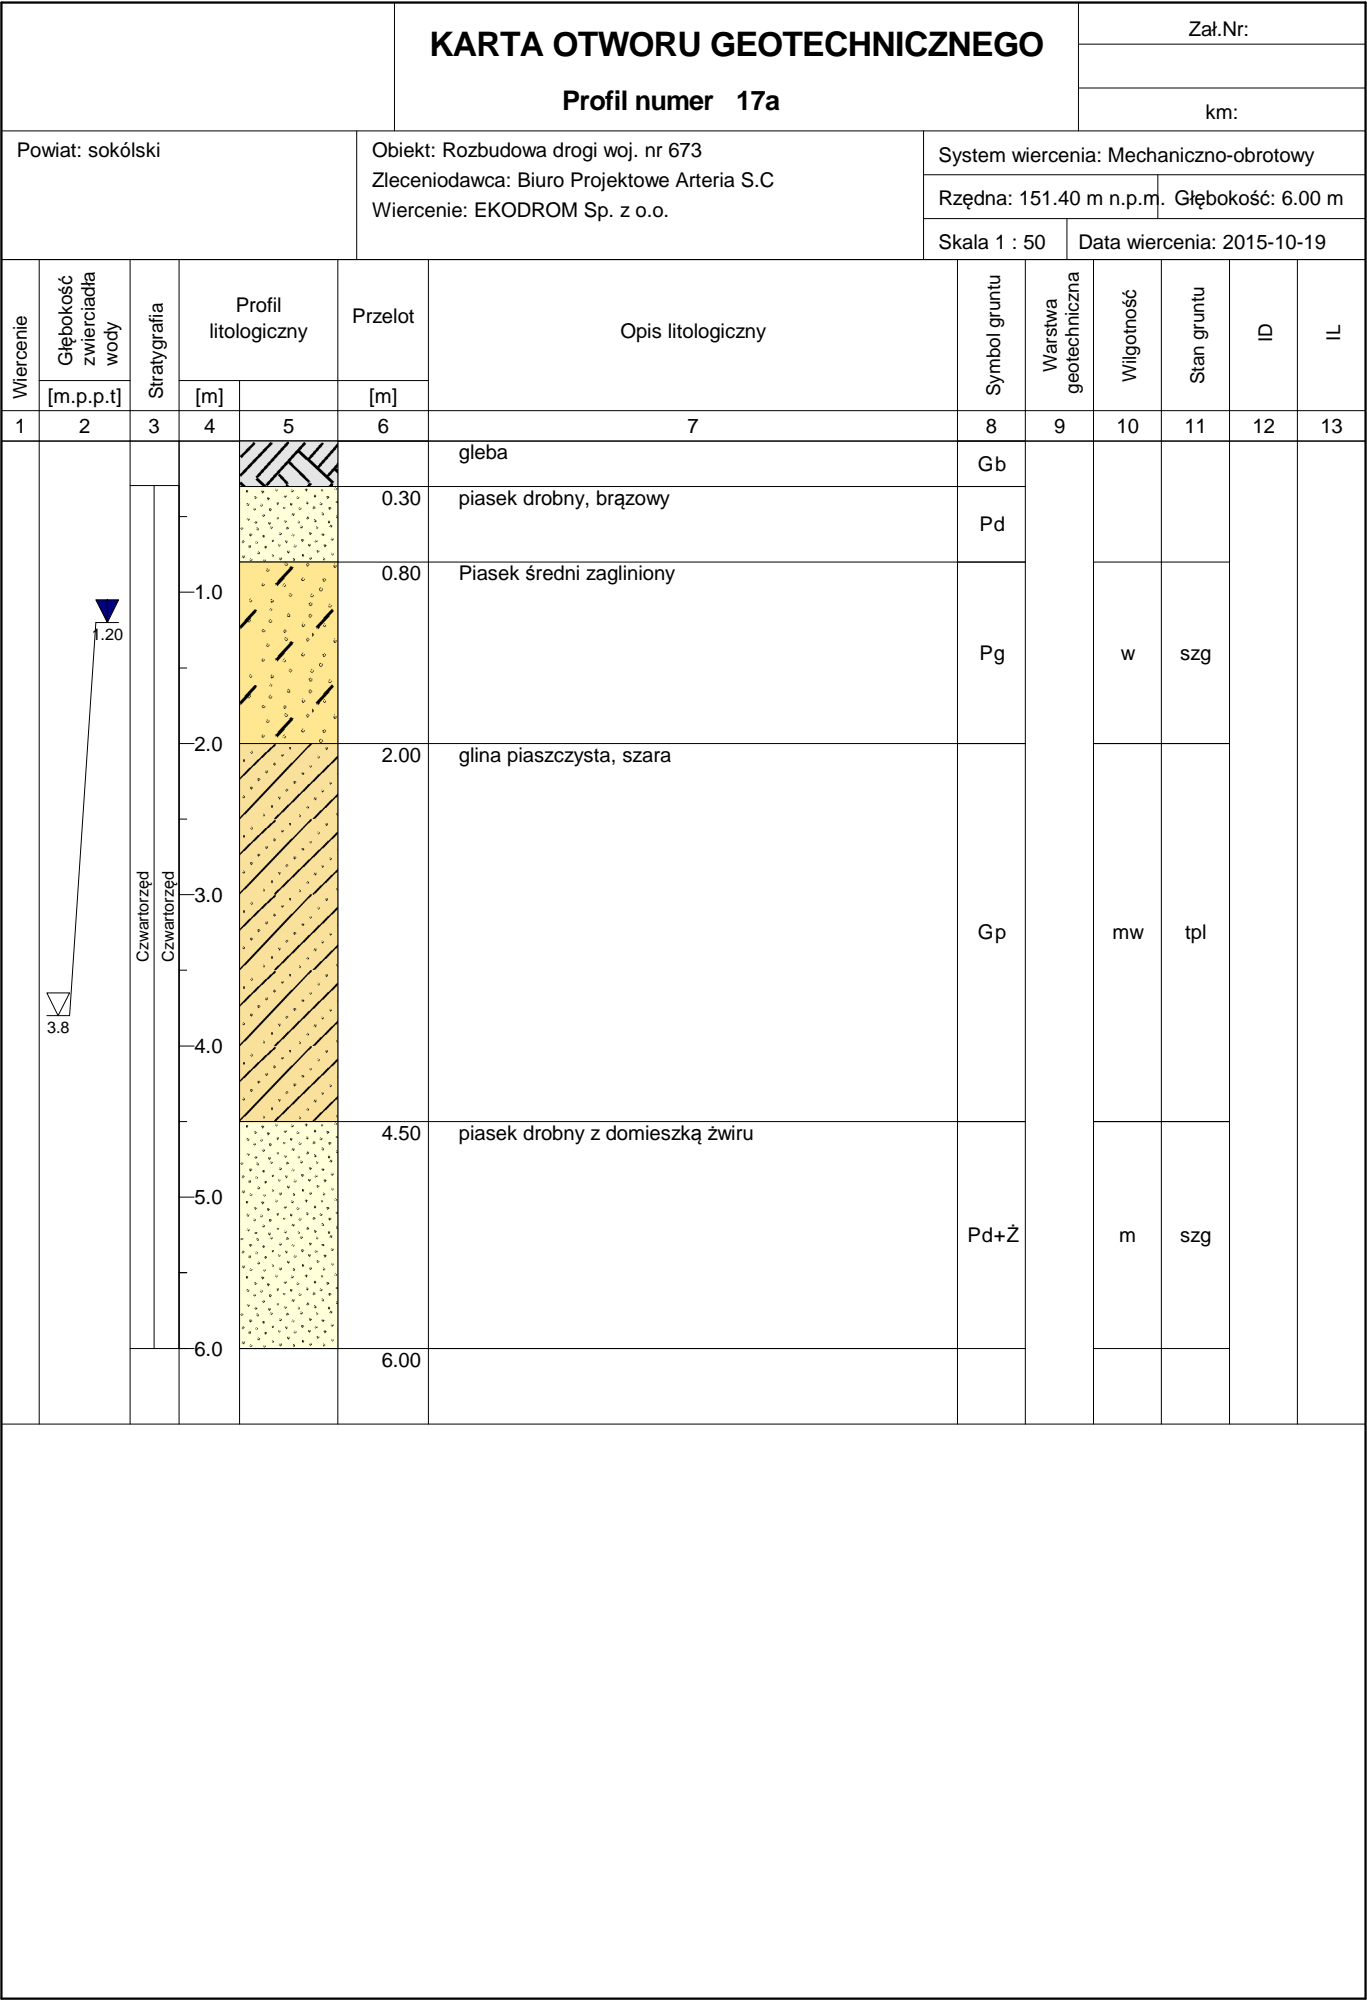 KARTA OTWORU GEOTECHNICZNEGO
Profil numer 17a
Zał.Nr:
km:
Powiat: sokólski
Obiekt: Rozbudowa drogi woj. nr 673
Zleceniodawca: Biuro Projektowe Arteria S.C
Wiercenie: EKODROM Sp. z o.o.
System wiercenia: Mechaniczno-obrotowy
Rzędna: 151.40 m n.p.m. Głębokość: 6.00 m
Skala 1 : 50 Data wiercenia: 2015-10-19
Wiercenie
Głębokość
zwierciadła
wody
[m.p.p.t]
Stratygrafia
Profil
litologiczny
[m]
Przelot
[m]
Opis litologiczny
Symbol gruntu
Warstwa
geotechniczna
Wilgotność
Stan gruntu
ID
IL
1 2 3 4 5 6 7 8 9 10 11 12 13
gleba Gb
0.30 piasek drobny, brązowy
Pd
0.80 Piasek średni zagliniony
1.0
1.20
Pg w szg
2.0
2.00 glina piaszczysta, szara
3.0
Czwartorzęd
Czwartorzęd
Gp mw tpl
3.8
4.0
4.50 piasek drobny z domieszką żwiru
5.0
Pd+Ż m szg
6.0
6.00